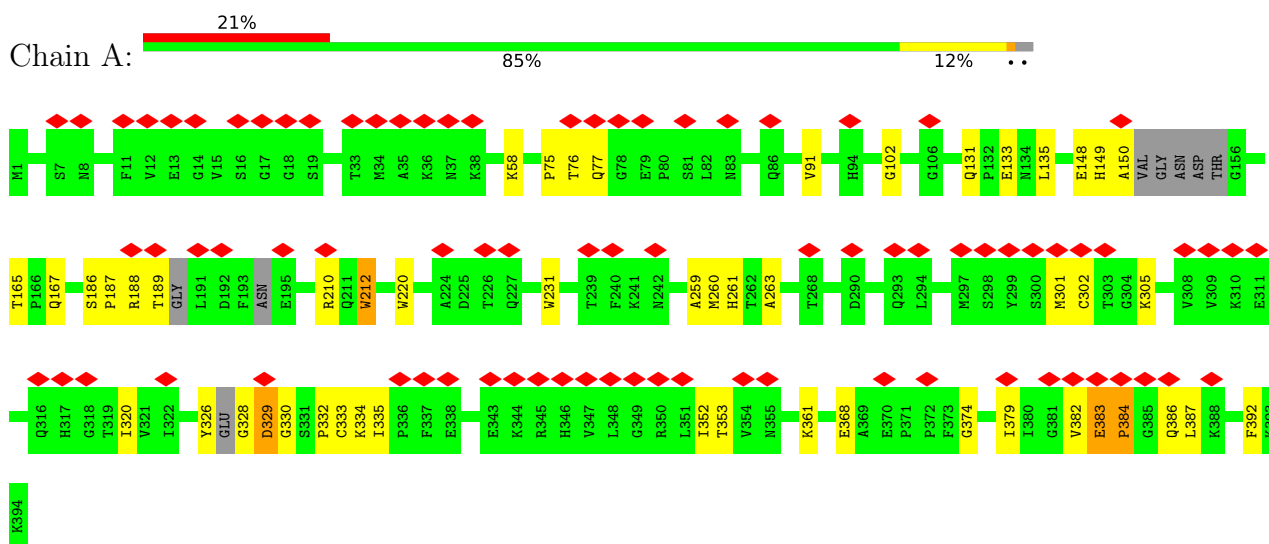 21%
Chain A:
85% 12% • •
M1 S7 N8 F11 V12 E13 G14 V15 S16 G17 G18 S19 T33 M34 A35 K36 N37 K38 K58 P75 T76 Q77 G78 E79 P80 S81 L82 N83 Q86 V91 H94 G102 G106 Q131 P132 E133 N134 L135 E148 H149 A150 VAL GLY ASN ASP THR G156
T165 P166 Q167 S186 P187 R188 T189 GLY L191 D192 F193 ASN E195 R210 Q211 W212 W220 A224 D225 T226 Q227 W231 T239 F240 K241 N242 A259 M260 H261 T262 A263 T268 D290 Q293 L294 M297 S298 Y299 S300 M301 C302 T303 G304 K305 V308 V309 K310 E311
Q316 H317 G318 T319 I320 V321 I322 Y326 GLU G328 D329 G330 S331 P332 C333 K334 I335 P336 F337 E338 E343 K344 R345 H346 V347 L348 G349 R350 L351 I352 T353 V354 N355 K361 E368 A369 E370 P371 P372 F373 G374 I379 I380 G381 V382 E383 P384 G385 Q386 L387 K388 F392
K394